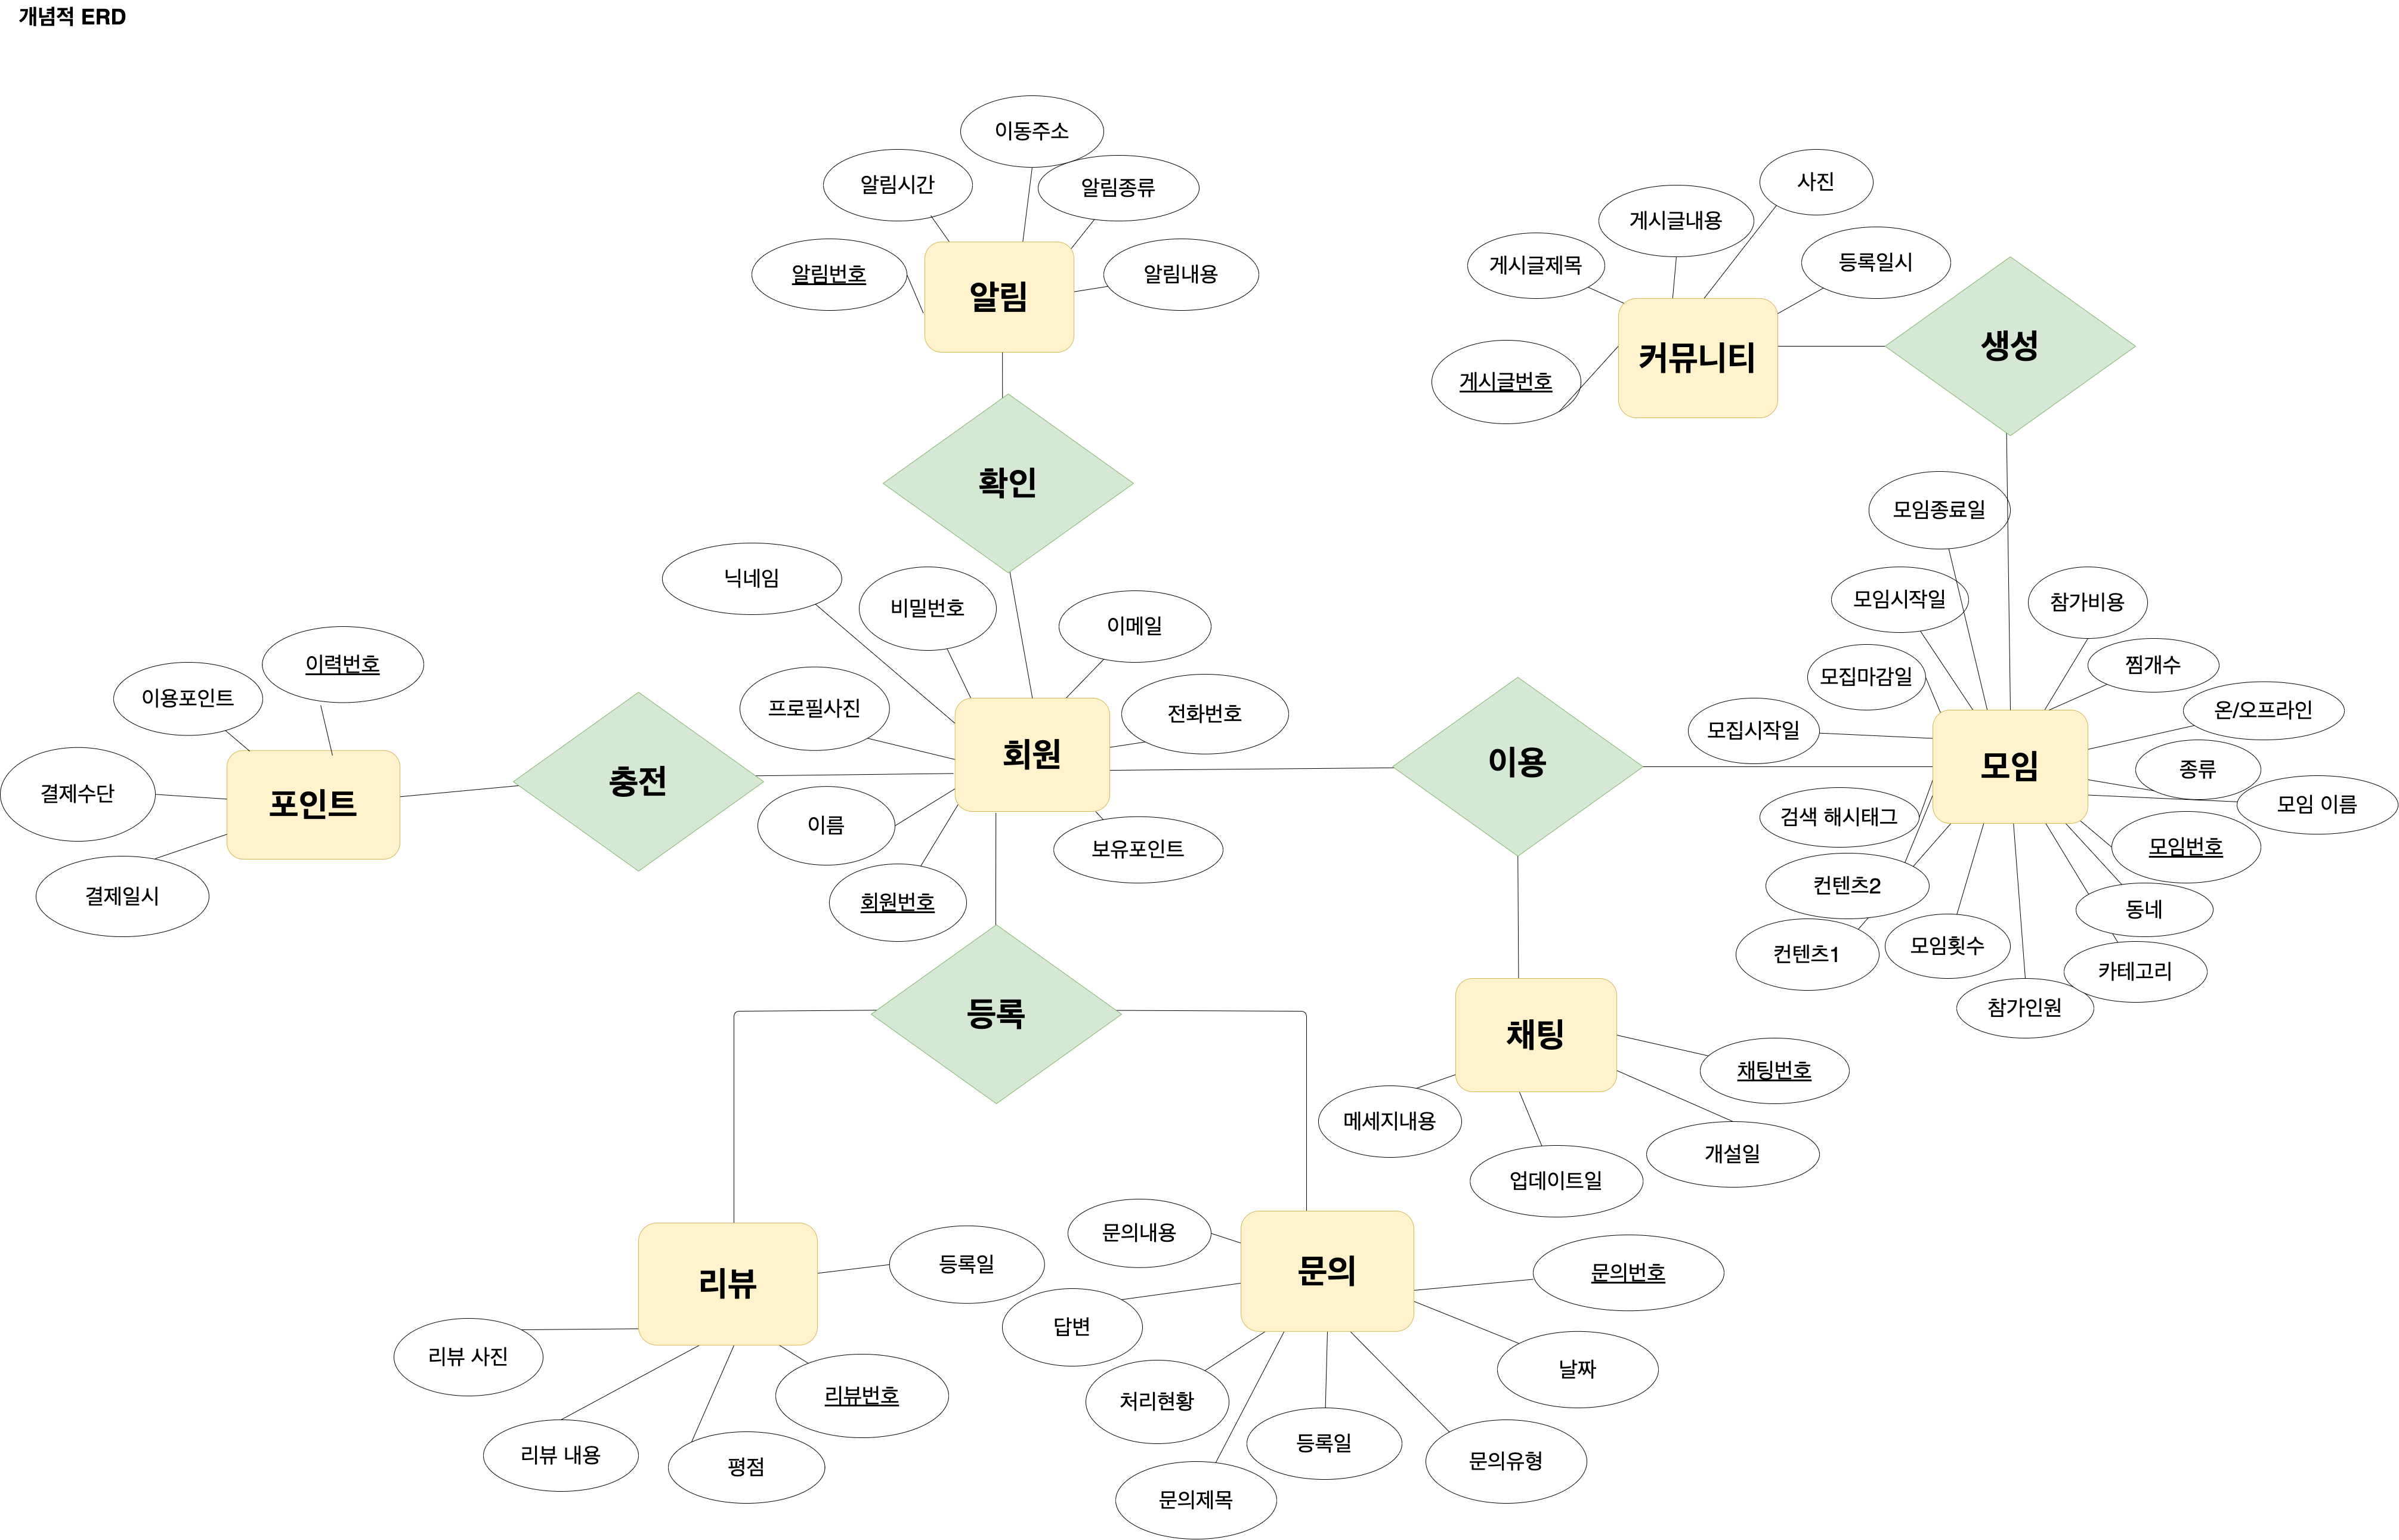 개념적 ERD
이동주소
알림시간
알림종류
알림번호
알림내용
알림
확인
사진
게시글내용
게시글제목
등록일시
게시글번호
커뮤니티
생성
닉네임
비밀번호
이메일
프로필사진
전화번호
회원
이름
보유포인트
회원번호
이력번호
이용포인트
결제수단
포인트
결제일시
충전
이용
모임종료일
모임시작일
참가비용
모집마감일
찜개수
모집시작일
온/오프라인
모임
종류
모임 이름
검색 해시태그
모임번호
컨텐츠2
동네
컨텐츠1
모임횟수
카테고리
참가인원
등록
채팅
채팅번호
메세지내용
개설일
업데이트일
리뷰
등록일
리뷰 사진
리뷰번호
리뷰 내용
평점
문의내용
문의
문의번호
답변
날짜
처리현황
등록일
문의유형
문의제목